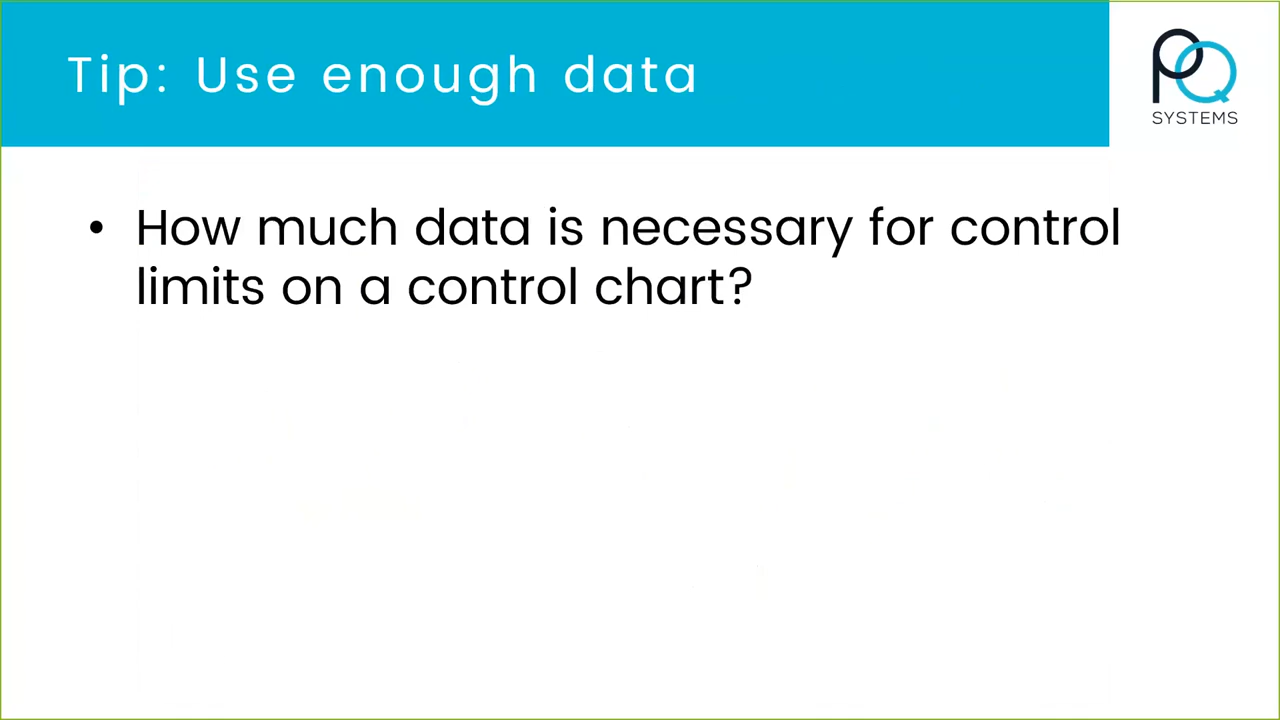 Tip: Use enough data
PQ
SYSTEMS
• How much data is necessary for control
limits on a control chart?